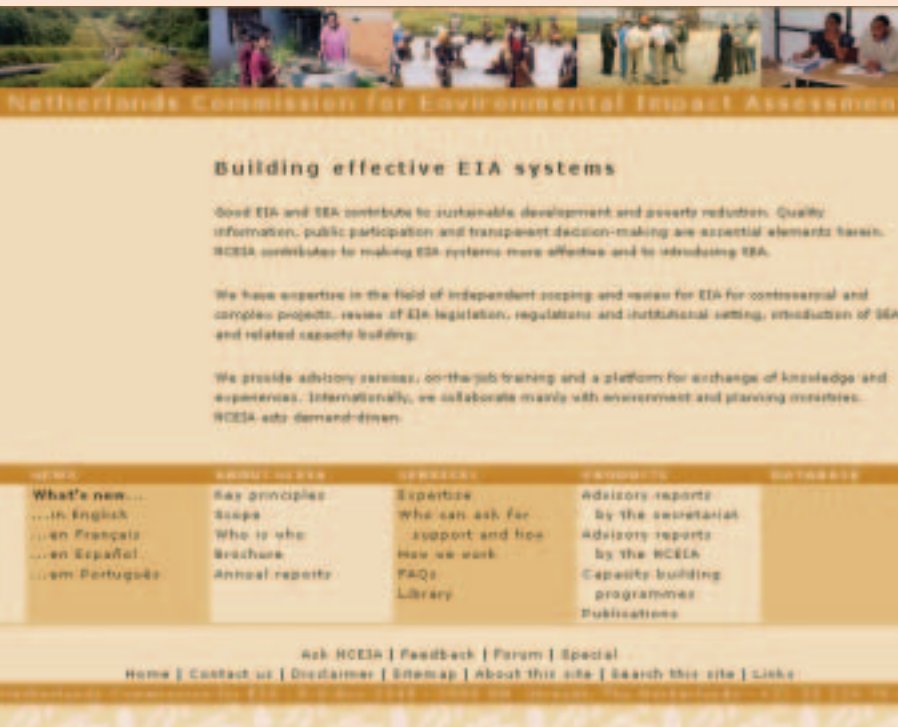 Netherlands Commission for Environmental Impact Assessmen
Building effective EIA systems
Good EIA and SEA contribute to sustainable development and poverty reduction. Quality
information, public participation and transparent decision-making are essential elements herein.
NCEIA contributes to making EIA systems more effective and to introducing SEA.
We have expertise in the field of independent scoping and review for EIA for controversial and
complex projects, review of EIA legislation, regulations and institutional setting, introduction of SEA
and related capacity building.
We provide advisory services, on-the-job training and a platform for exchange of knowledge and
experiences. Internationally, we collaborate mainly with environment and planning ministries.
NCEIA acts demand-driven.
NEWS ABOUT NCEIA SERVICES PRODUCTS DATABASE
What's new...
...in English
...en Français
...en Español
...em Português
Key principles
Scope
Who is who
Brochure
Annual reports
Expertise
Who can ask for
support and how
How we work
FAQs
Library
Advisory reports
by the secretariat
Advisory reports
by the NCEIA
Capacity building
programmes
Publications
Ask NCEIA | Feedback | Forum | Special
Home | Contact us | Disclaimer | Sitemap | About this site | Search this site | Links